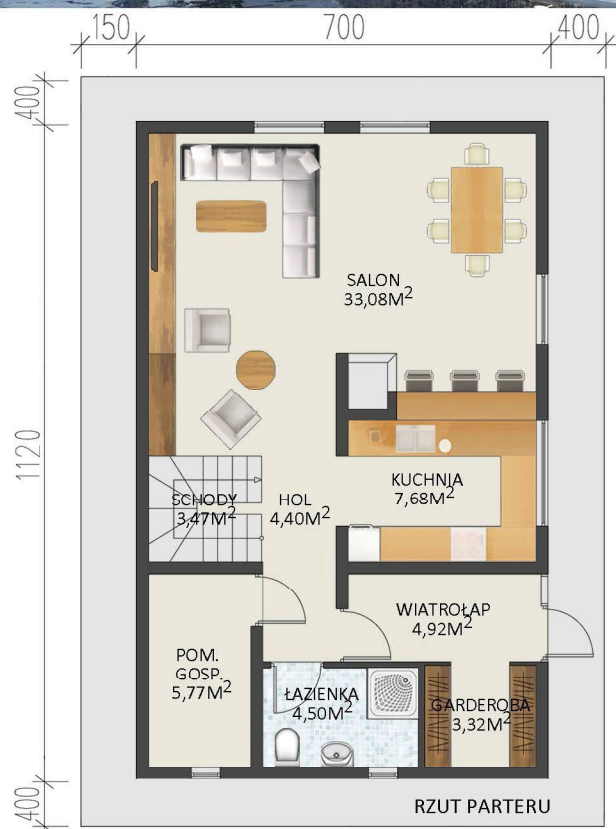 150 700 400
400
1120
400
SALON
33,08M²
KUCHNIA
7,68M²
SCHODY
3,47M²
HOL
4,40M²
WIATROŁAP
4,92M²
POM.
GOSP.
5,77M²
ŁAZIENKA
4,50M²
GARDEROBA
3,32M²
RZUT PARTERU